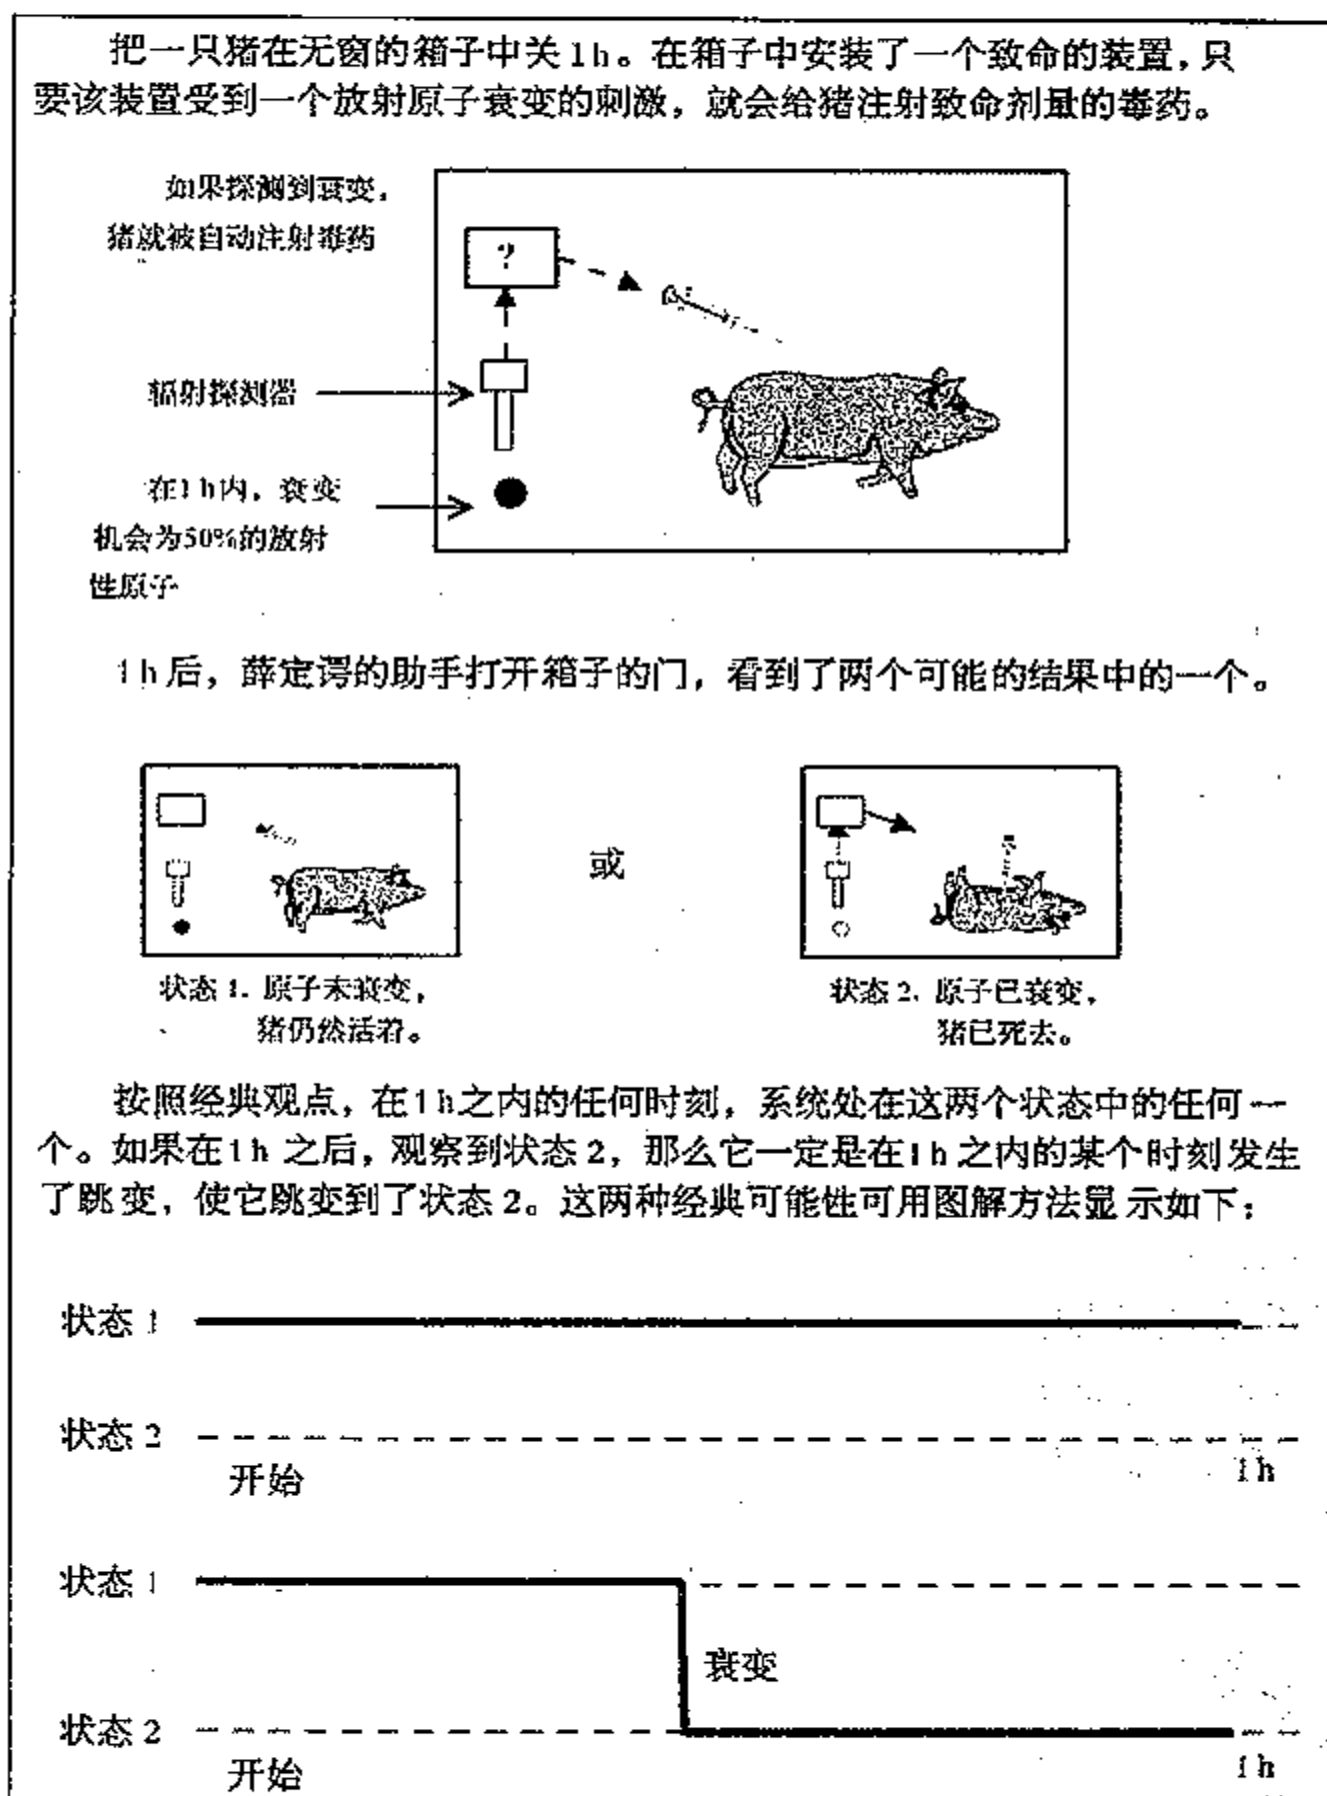 把一只猪在无窗的箱子中关1h。在箱子中安装了一个致命的装置，只
要该装置受到一个放射原子衰变的刺激，就会给猪注射致命剂量的毒药。
如果探测到衰变，
猪就被自动注射毒药
?
辐射探测器
在1h内，衰变
机会为50%的放射
性原子
1h后，薛定谔的助手打开箱子的门，看到了两个可能的结果中的一个。
或
状态1. 原子未衰变，
猪仍然活着。
状态2. 原子已衰变，
猪已死去。
按照经典观点，在1h之内的任何时刻，系统处在这两个状态中的任何一
个。如果在1h之后，观察到状态2，那么它一定是在1h之内的某个时刻发生
了跳变，使它跳变到了状态2。这两种经典可能性可用图解方法显示如下：
状态1
状态2
开始 1h
状态1
衰变
状态2
开始 1h